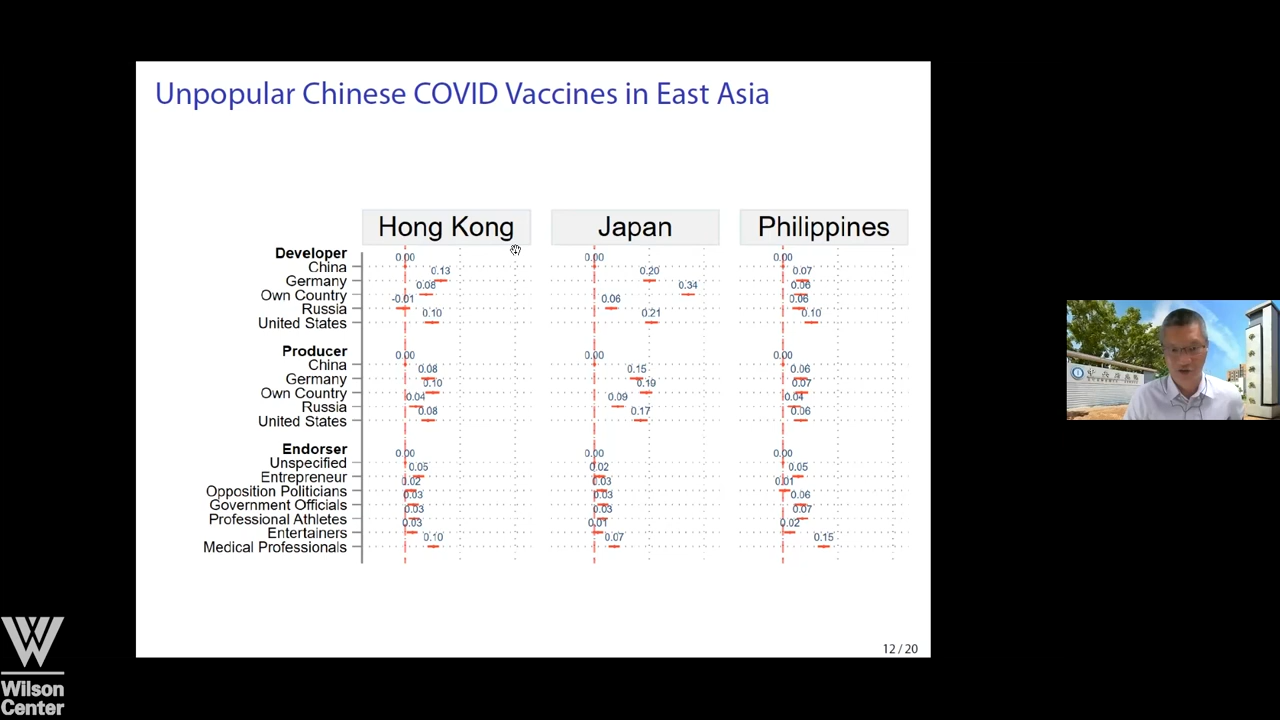 Unpopular Chinese COVID Vaccines in East Asia
Hong Kong Japan Philippines
Developer
0.00 0.00 0.00
China
0.13 0.20 0.07
Germany
0.08 0.34 0.06
Own Country
-0.01 0.06 0.06
Russia
0.10 0.21 0.10
United States
Producer
0.00 0.00 0.00
China
0.08 0.15 0.06
Germany
0.10 0.19 0.07
Own Country
0.04 0.09 0.04
Russia
0.08 0.17 0.06
United States
Endorser
0.00 0.00 0.00
Unspecified
0.05 0.02 0.05
Entrepreneur
0.02 0.03 0.01
Opposition Politicians
0.03 0.03 0.06
Government Officials
0.03 0.03 0.07
Professional Athletes
0.03 0.01 0.02
Entertainers
0.10 0.07 0.15
Medical Professionals
12 / 20
Wilson
Center